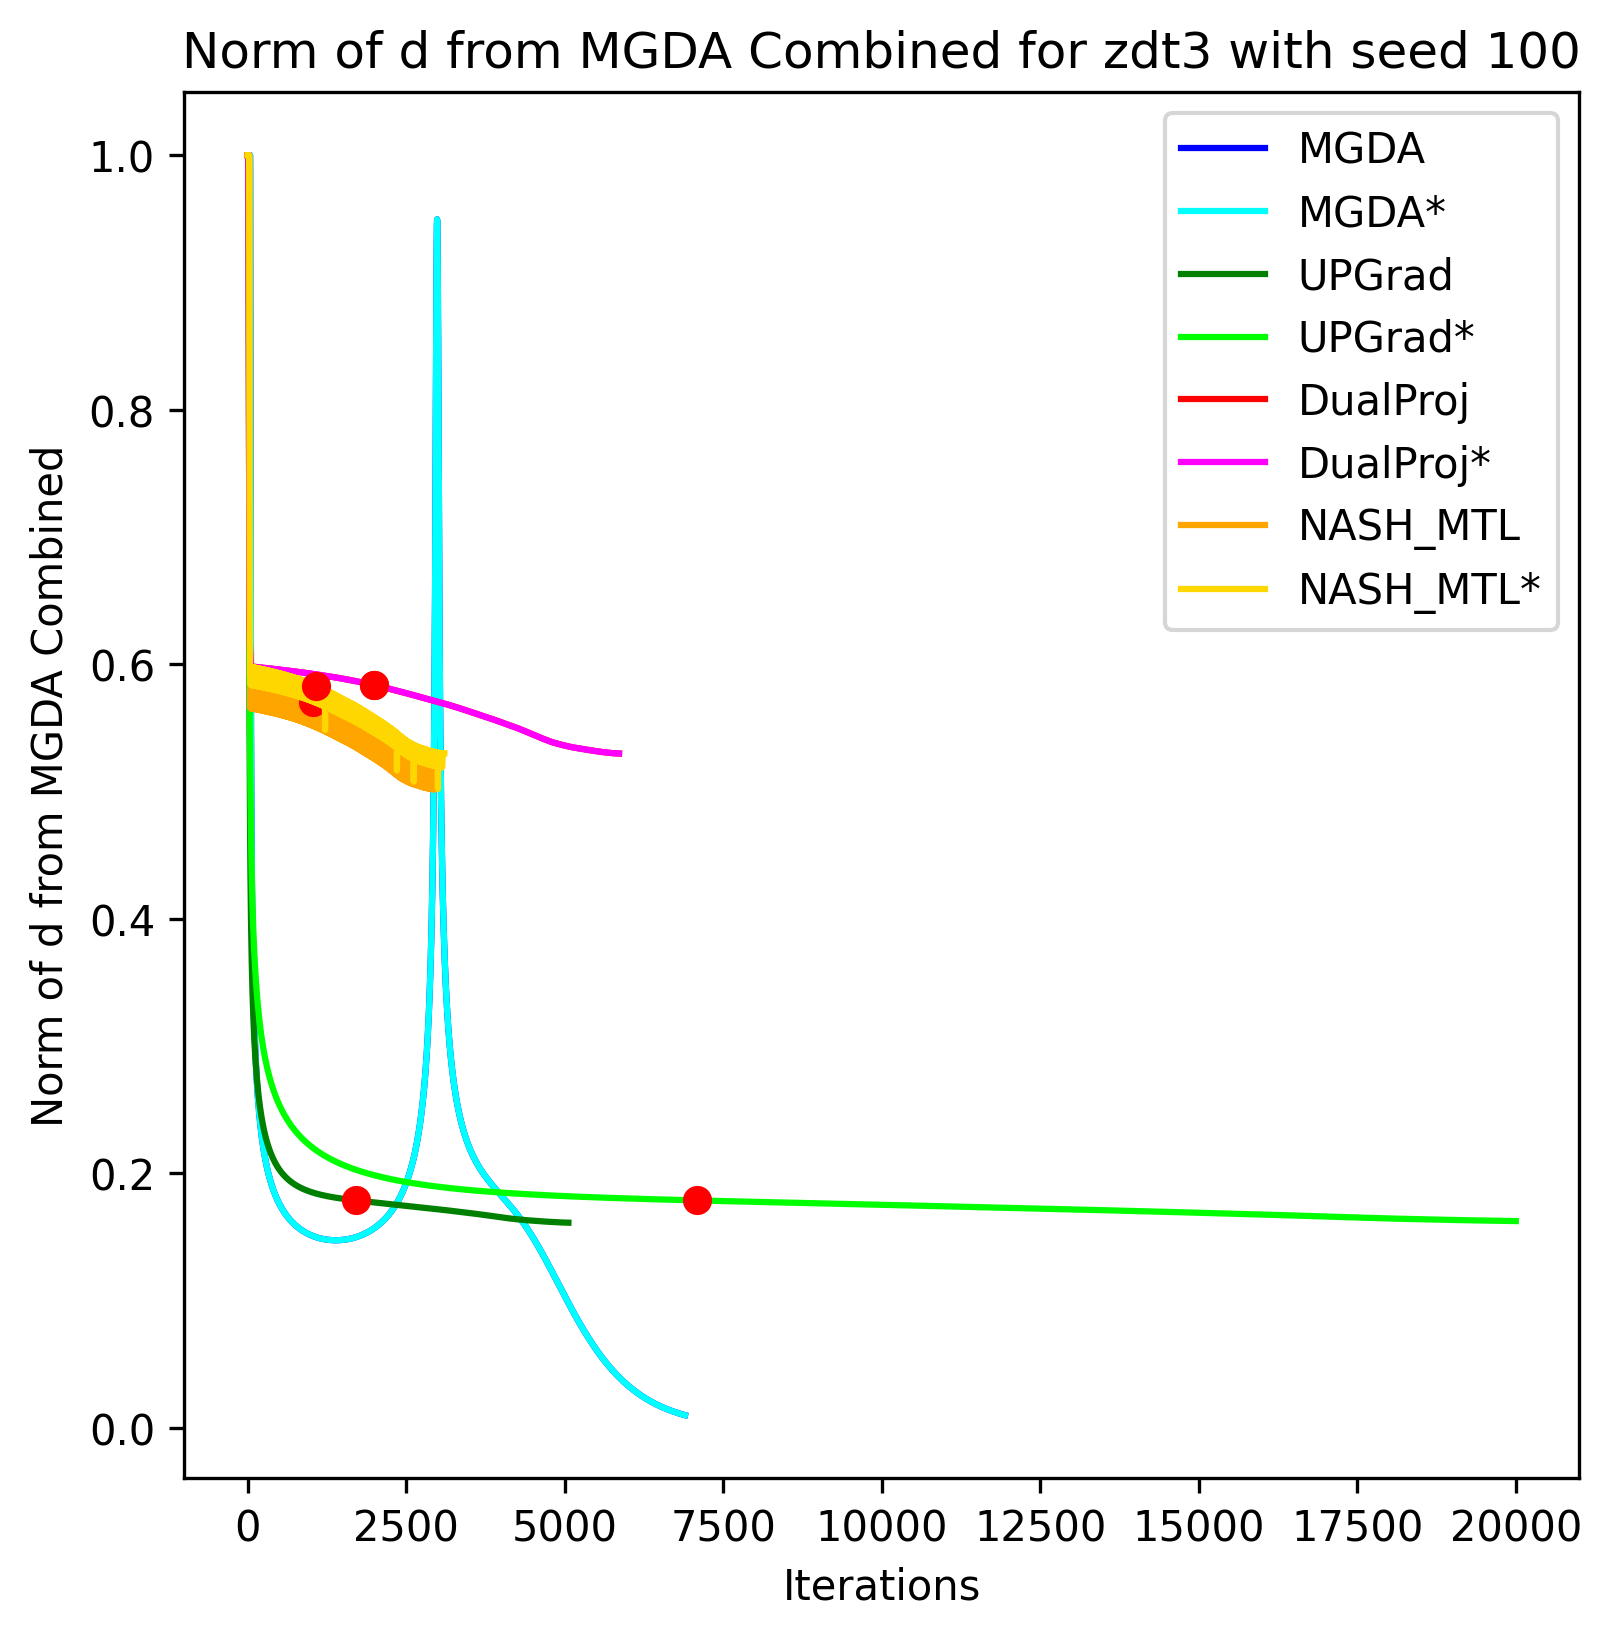 Norm of d from MGDA Combined for zdt3 with seed 100
Norm of d from MGDA Combined
1.0
0.8
0.6
0.4
0.2
0.0
MGDA
MGDA*
UPGrad
UPGrad*
DualProj
DualProj*
NASH_MTL
NASH_MTL*
0 2500 5000 7500 10000 12500 15000 17500 20000
Iterations